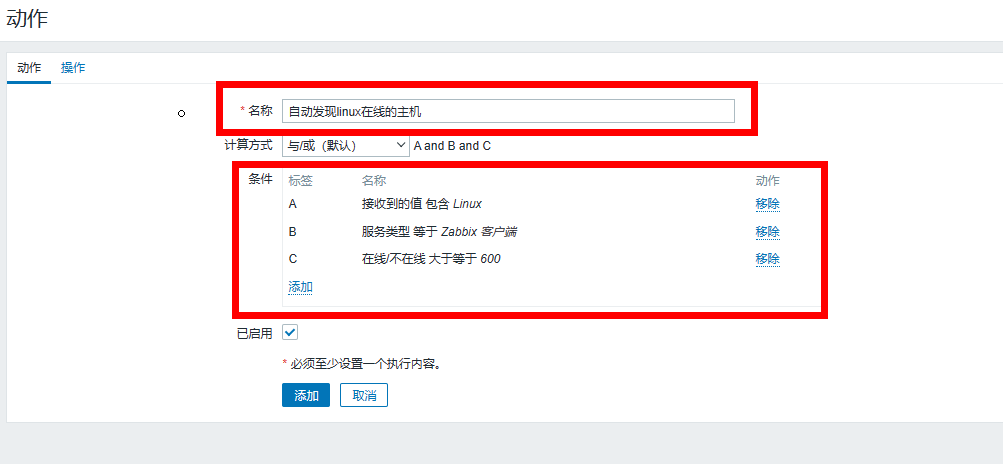 动作
动作 操作
* 名称 自动发现linux在线的主机
计算方式 与/或（默认） A and B and C
条件 标签 名称 动作
A 接收到的值 包含 Linux 移除
B 服务类型 等于 Zabbix 客户端 移除
C 在线/不在线 大于等于 600 移除
添加
已启用
* 必须至少设置一个执行内容。
添加 取消